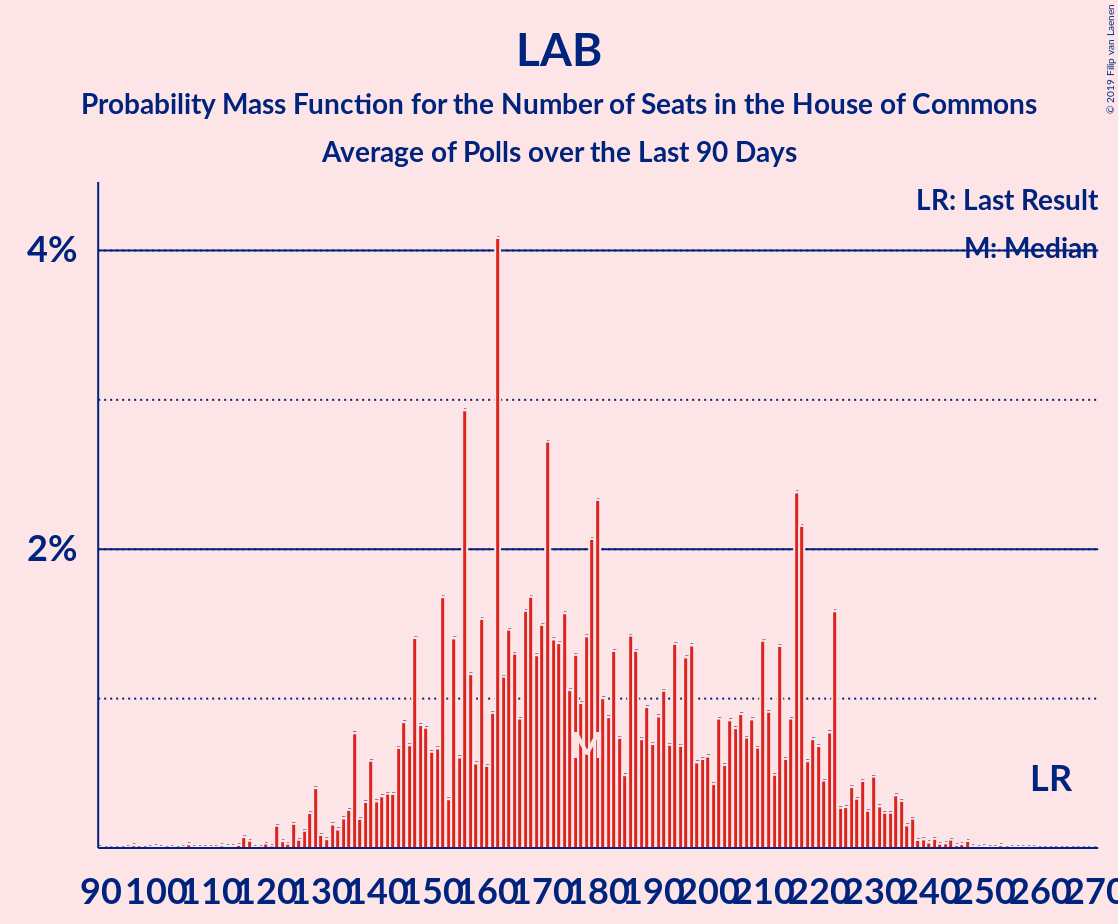 LAB
Probability Mass Function for the Number of Seats in the House of Commons
Average of Polls over the Last 90 Days
© 2019 Filip van Laenen
LR: Last Result
M: Median
4%
2%
M
LR
90 100 110 120 130 140 150 160 170 180 190 200 210 220 230 240 250 260 270